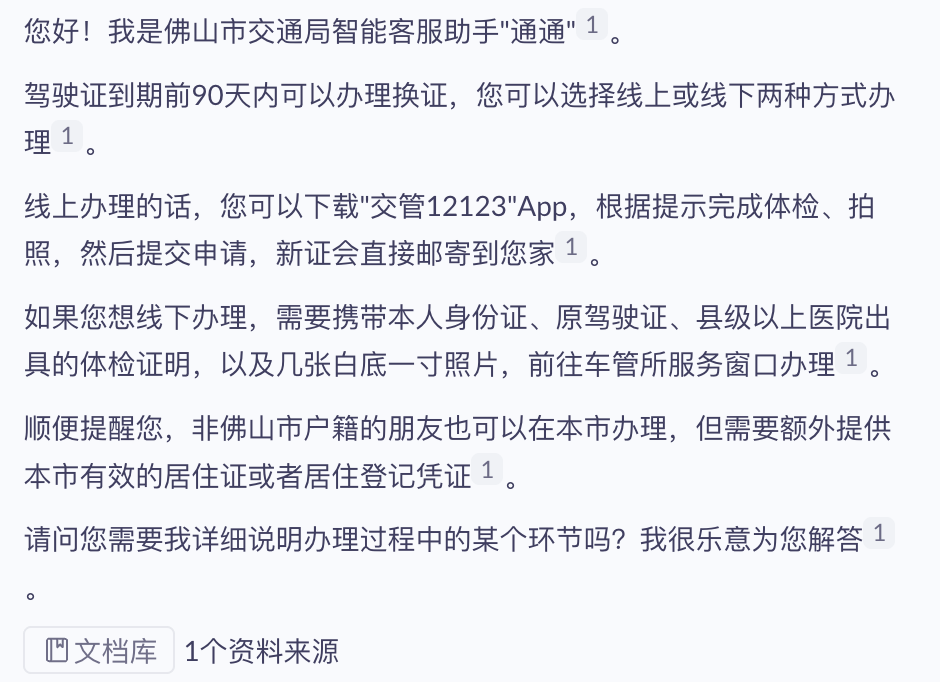 您好！我是佛山市交通局智能客服助手"通通" 1 。
驾驶证到期前90天内可以办理换证，您可以选择线上或线下两种方式办
理 1 。
线上办理的话，您可以下载"交管12123"App，根据提示完成体检、拍
照，然后提交申请，新证会直接邮寄到您家 1 。
如果您想线下办理，需要携带本人身份证、原驾驶证、县级以上医院出
具的体检证明，以及几张白底一寸照片，前往车管所服务窗口办理 1 。
顺便提醒您，非佛山市户籍的朋友也可以在本市办理，但需要额外提供
本市有效的居住证或者居住登记凭证 1 。
请问您需要我详细说明办理过程中的某个环节吗？我很乐意为您解答 1
。
文档库 1个资料来源